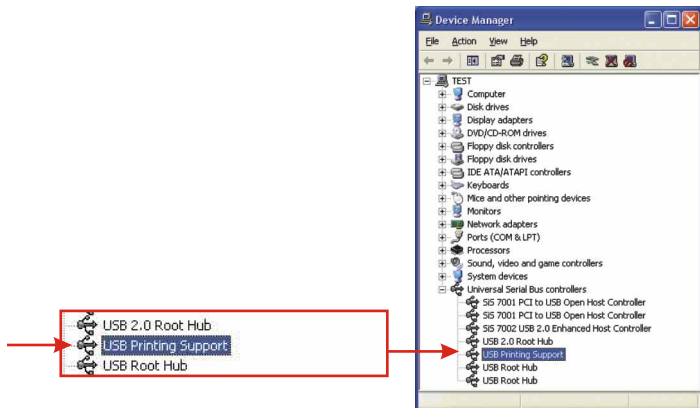 USB 2.0 Root Hub
USB Printing Support
USB Root Hub
Device Manager
File Action View Help
TEST
Computer
Disk drives
Display adapters
DVD/CD-ROM drives
Floppy disk controllers
Floppy disk drives
IDE ATA/ATAPI controllers
Keyboards
Mice and other pointing devices
Monitors
Network adapters
Ports (COM & LPT)
Processors
Sound, video and game controllers
System devices
Universal Serial Bus controllers
SiS 7001 PCI to USB Open Host Controller
SiS 7001 PCI to USB Open Host Controller
SiS 7002 USB 2.0 Enhanced Host Controller
USB 2.0 Root Hub
USB Printing Support
USB Root Hub
USB Root Hub